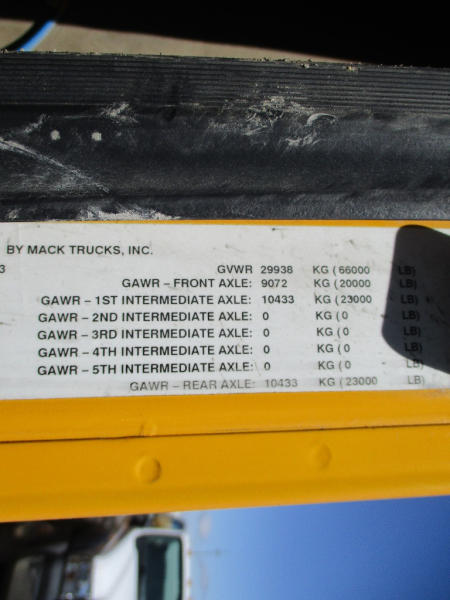 BY MACK TRUCKS, INC.
3 GVWR 29938 KG ( 66000 LB)
GAWR – FRONT AXLE: 9072 KG ( 20000 LB)
GAWR – 1ST INTERMEDIATE AXLE: 10433 KG ( 23000 LB)
GAWR – 2ND INTERMEDIATE AXLE: 0 KG ( 0 LB)
GAWR – 3RD INTERMEDIATE AXLE: 0 KG ( 0 LB)
GAWR – 4TH INTERMEDIATE AXLE: 0 KG ( 0 LB)
GAWR – 5TH INTERMEDIATE AXLE: 0 KG ( 0 LB)
GAWR – REAR AXLE: 10433 KG ( 23000 LB)